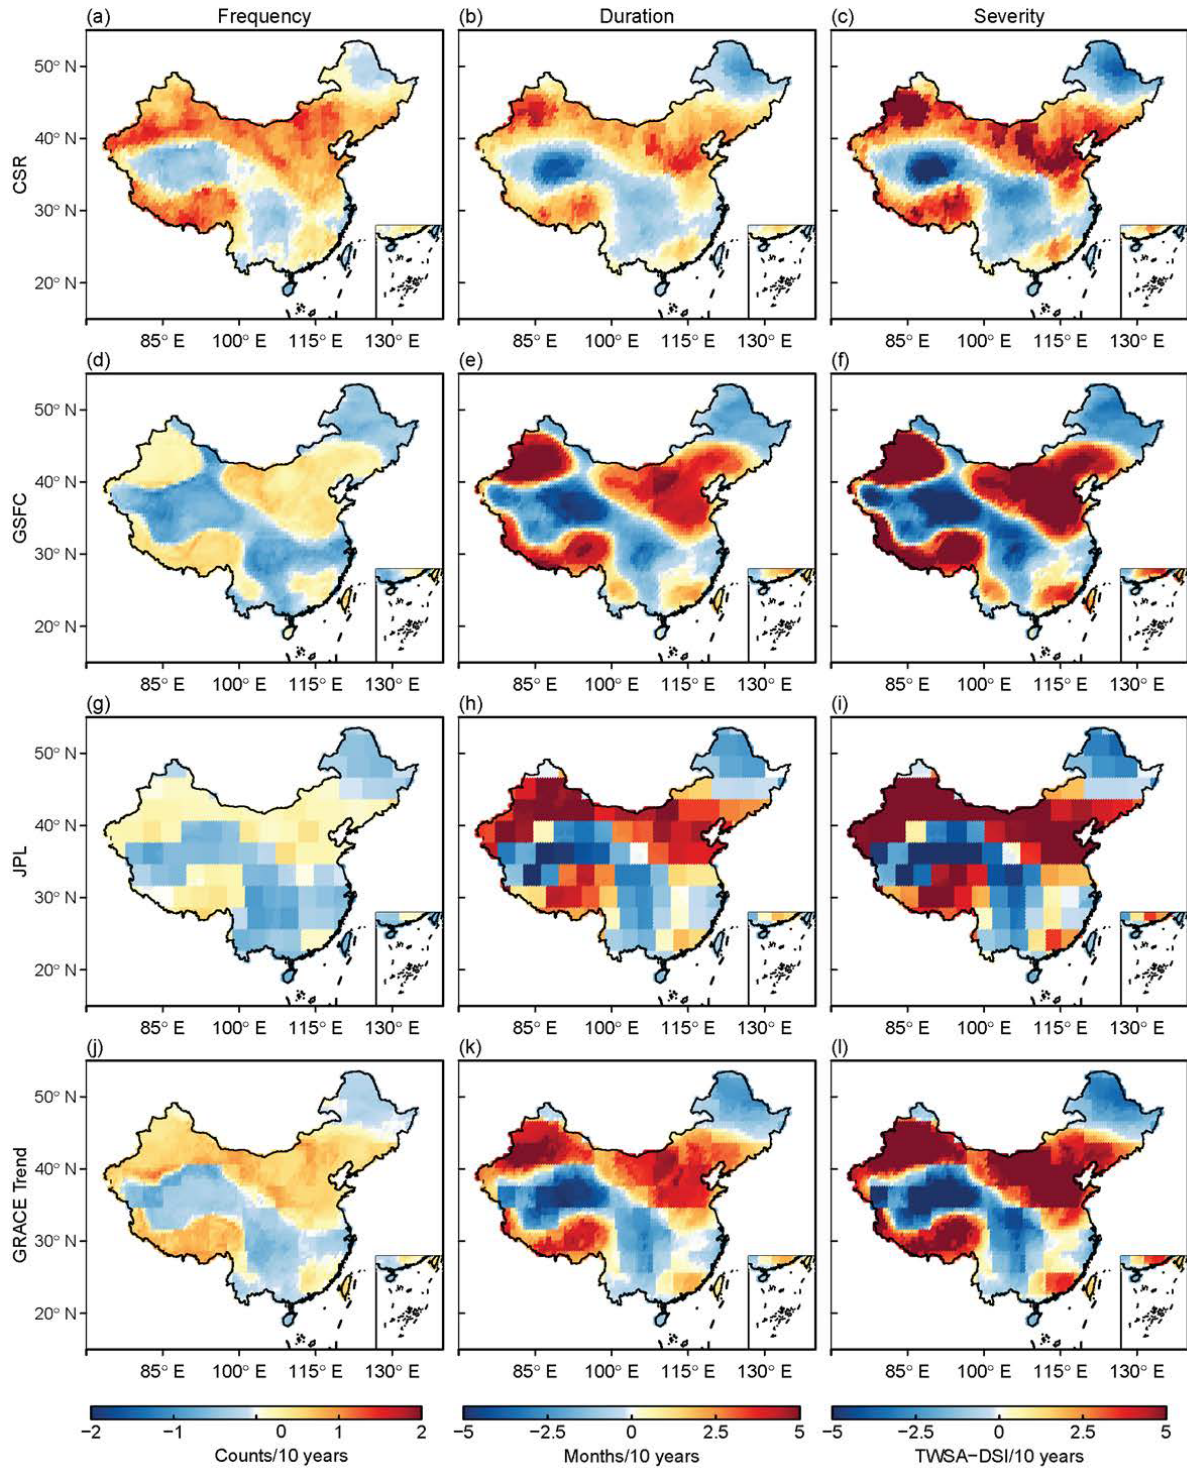 (a) Frequency (b) Duration (c) Severity
50° N
40° N
CSR
30° N
20° N
85° E 100° E 115° E 130° E 85° E 100° E 115° E 130° E 85° E 100° E 115° E 130° E
(d) (e) (f)
50° N
40° N
GSFC
30° N
20° N
85° E 100° E 115° E 130° E 85° E 100° E 115° E 130° E 85° E 100° E 115° E 130° E
(g) (h) (i)
50° N
40° N
JPL
30° N
20° N
85° E 100° E 115° E 130° E 85° E 100° E 115° E 130° E 85° E 100° E 115° E 130° E
(j) (k) (l)
50° N
40° N
GRACE Trend
30° N
20° N
85° E 100° E 115° E 130° E 85° E 100° E 115° E 130° E 85° E 100° E 115° E 130° E
−2 −1 0 1 2 −5 −2.5 0 2.5 5 −5 −2.5 0 2.5 5
Counts/10 years Months/10 years TWSA−DSI/10 years